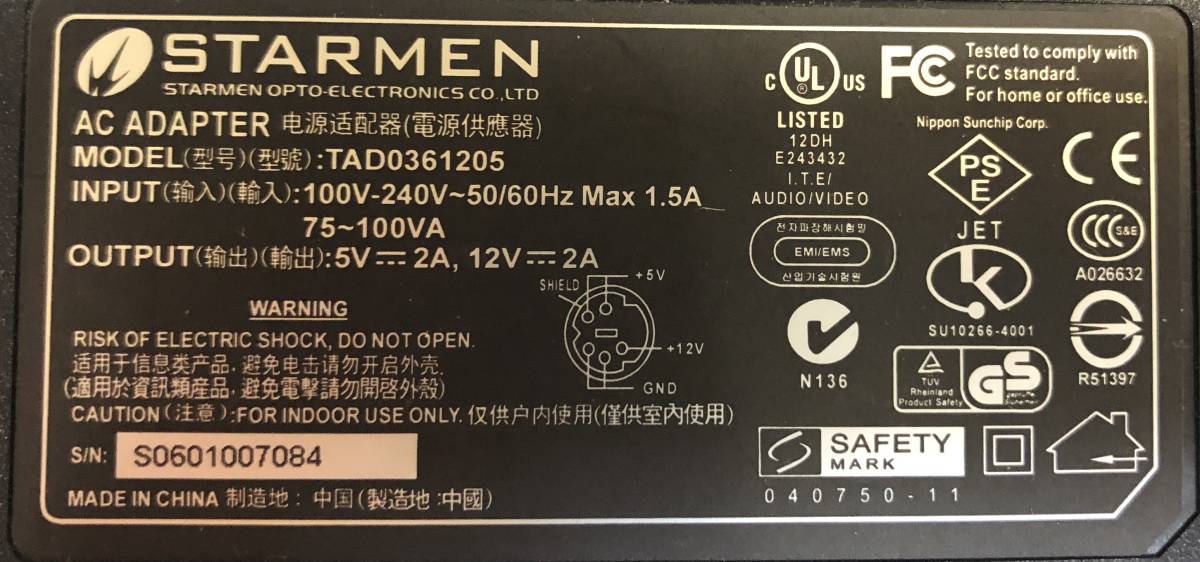 STARMEN
STARMEN OPTO-ELECTRONICS CO.,LTD
AC ADAPTER 电源适配器(電源供應器)
MODEL(型号)(型號):TAD0361205
INPUT(输入)(輸入):100V-240V~50/60Hz Max 1.5A
75~100VA
OUTPUT(输出)(輸出):5V⎓2A, 12V⎓2A
SHIELD
+5V
+12V
GND
WARNING
RISK OF ELECTRIC SHOCK, DO NOT OPEN.
适用于信息类产品，避免电击请勿开启外壳.
(適用於資訊類産品，避免電擊請勿開啓外殼)
CAUTION(注意):FOR INDOOR USE ONLY. 仅供户内使用(僅供室內使用)
S/N: S0601007084
MADE IN CHINA 制造地：中国(製造地:中國)
C UL ® US
LISTED
12DH
E243432
I.T.E/
AUDIO/VIDEO
FC Tested to comply with
FCC standard.
For home or office use.
Nippon Sunchip Corp.
PS
E
JET
CE
전자파장해시험필
EMI/EMS
산업기술시험원
CCC S&E
A026632
K
SU10266-4001
N136
R51397
TUV
Rheinland
Product Safety
GS
geprüfte
Sicherheit
SAFETY
MARK
040750-11